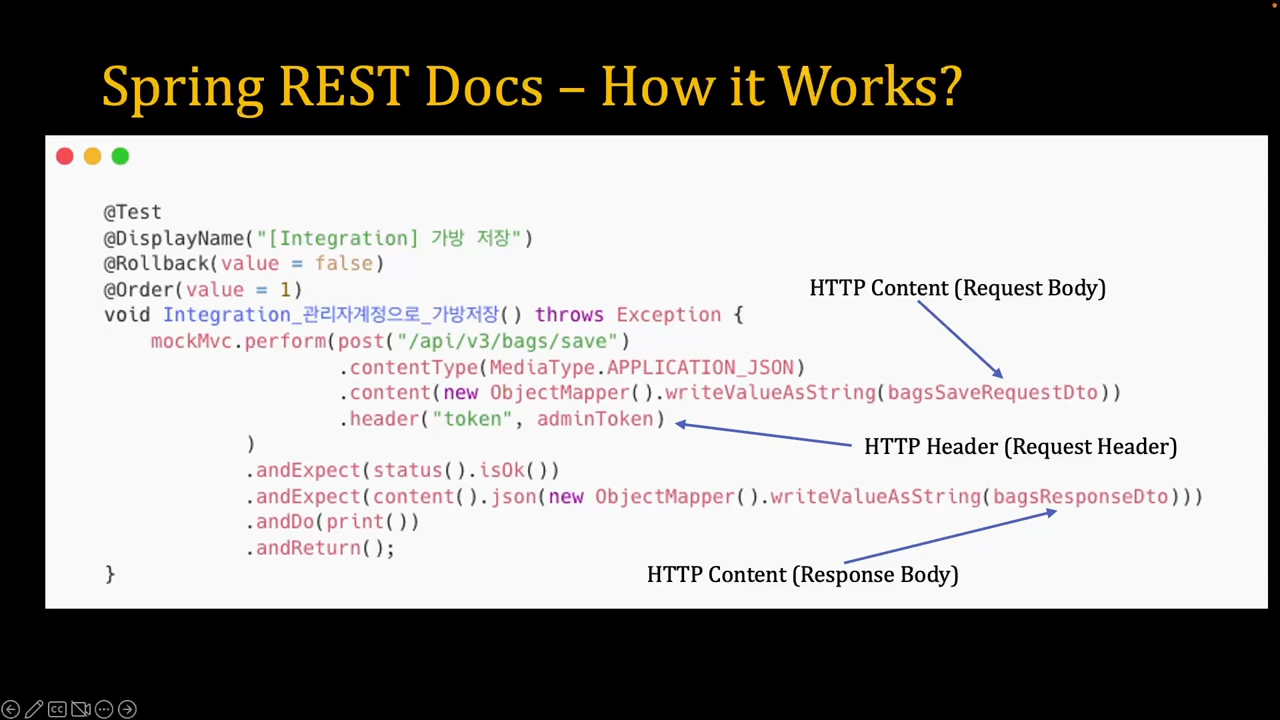 Spring REST Docs – How it Works?
@Test
@DisplayName("[Integration] 가방 저장")
@Rollback(value = false)
@Order(value = 1)
void Integration_관리자계정으로_가방저장() throws Exception {
mockMvc.perform(post("/api/v3/bags/save")
.contentType(MediaType.APPLICATION_JSON)
.content(new ObjectMapper().writeValueAsString(bagsSaveRequestDto))
.header("token", adminToken)
)
.andExpect(status().isOk())
.andExpect(content().json(new ObjectMapper().writeValueAsString(bagsResponseDto)))
.andDo(print())
.andReturn();
}
HTTP Content (Request Body)
HTTP Header (Request Header)
HTTP Content (Response Body)
CC